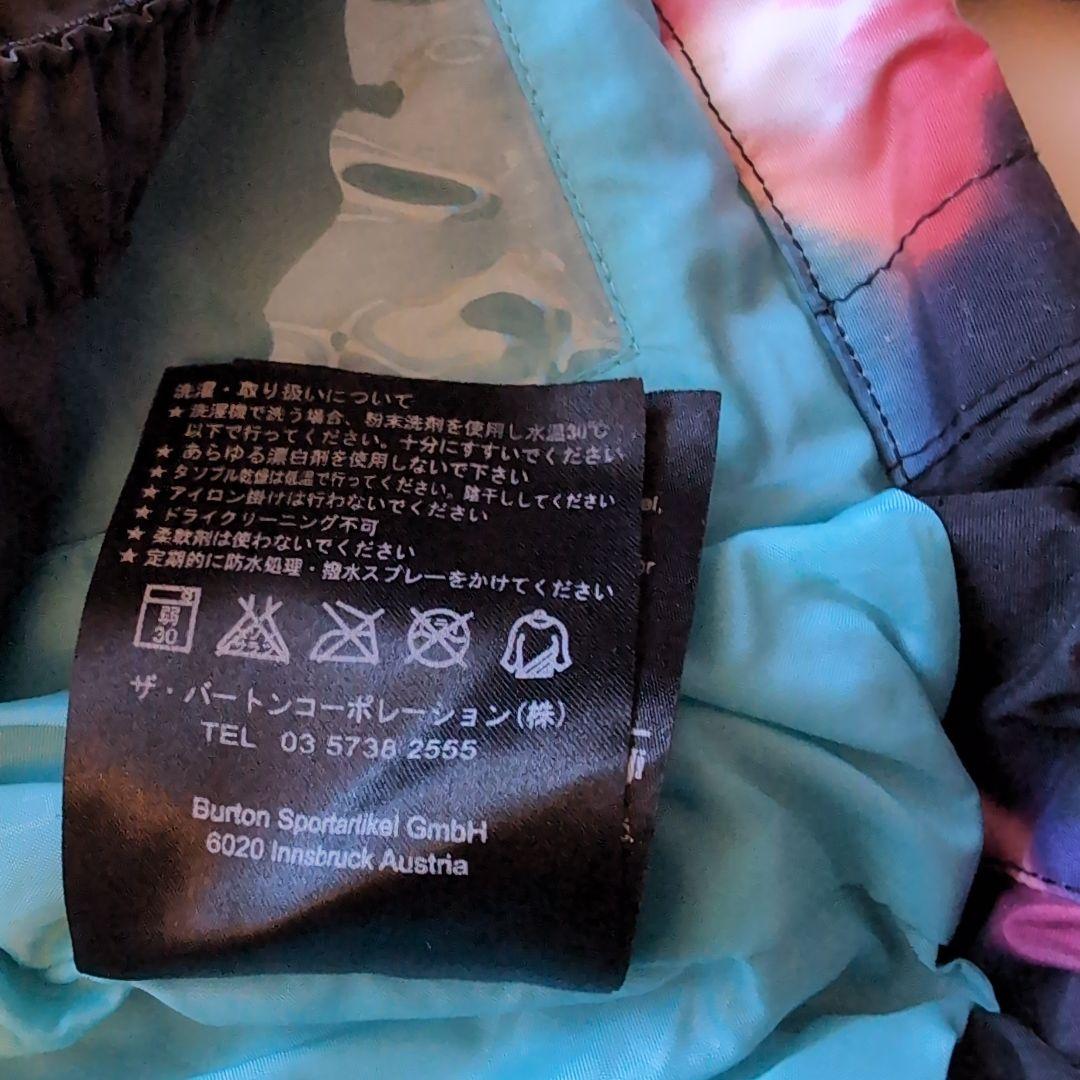 洗濯・取り扱いについて
★ 洗濯機で洗う場合、粉末洗剤を使用し水温30℃
以下で行ってください。十分にすすいでください
★ あらゆる漂白剤を使用しないで下さい
★ タンブル乾燥は低温で行ってください。陰干ししてください
★ アイロン掛けは行わないでください
★ ドライクリーニング不可
★ 柔軟剤は使わないでください
★ 定期的に防水処理・撥水スプレーをかけてください
弱
30
ザ・バートンコーポレーション(株)
TEL 03 5738 2555
Burton Sportartikel GmbH
6020 Innsbruck Austria